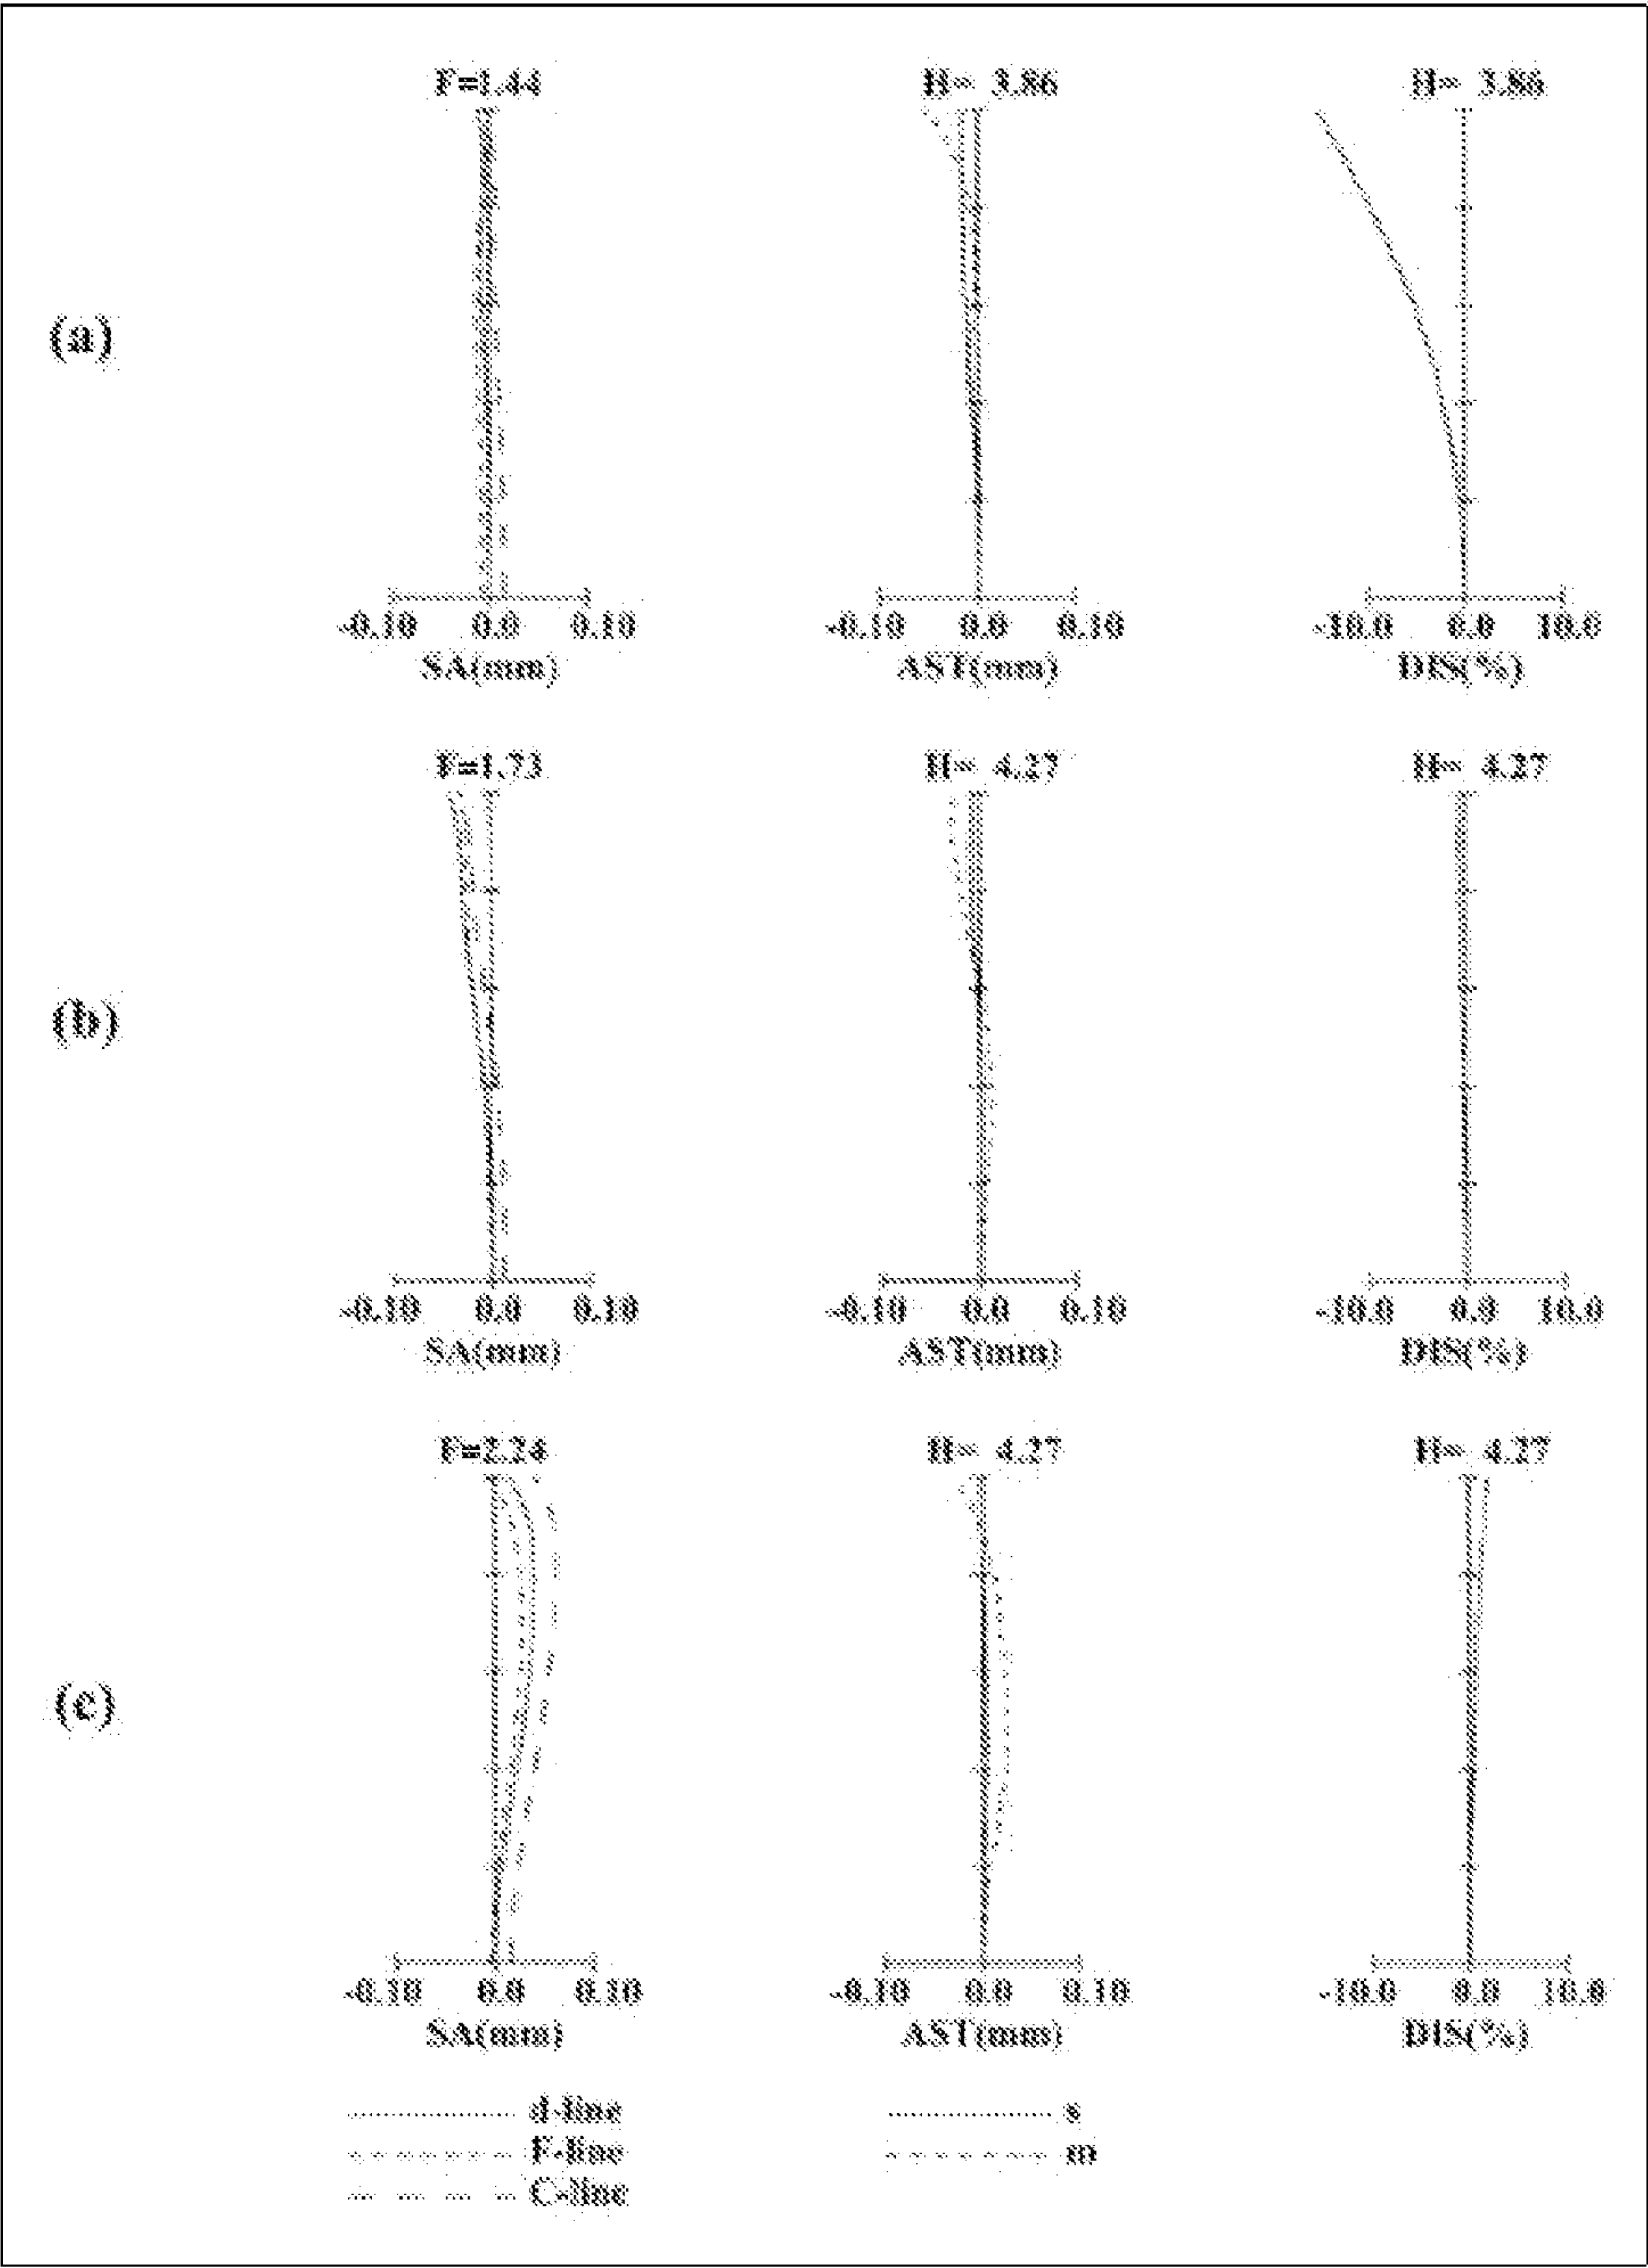 F=1.44 H= 3.86 H= 3.86
(a)
-0.10 0.0 0.10 -0.10 0.0 0.10 -10.0 0.0 10.0
SA(mm) AST(mm) DIS(%)
F=1.73 H= 4.27 H= 4.27
(b)
-0.10 0.0 0.10 -0.10 0.0 0.10 -10.0 0.0 10.0
SA(mm) AST(mm) DIS(%)
F=2.24 H= 4.27 H= 4.27
(c)
-0.10 0.0 0.10 -0.10 0.0 0.10 -10.0 0.0 10.0
SA(mm) AST(mm) DIS(%)
d-line s
F-line m
C-line